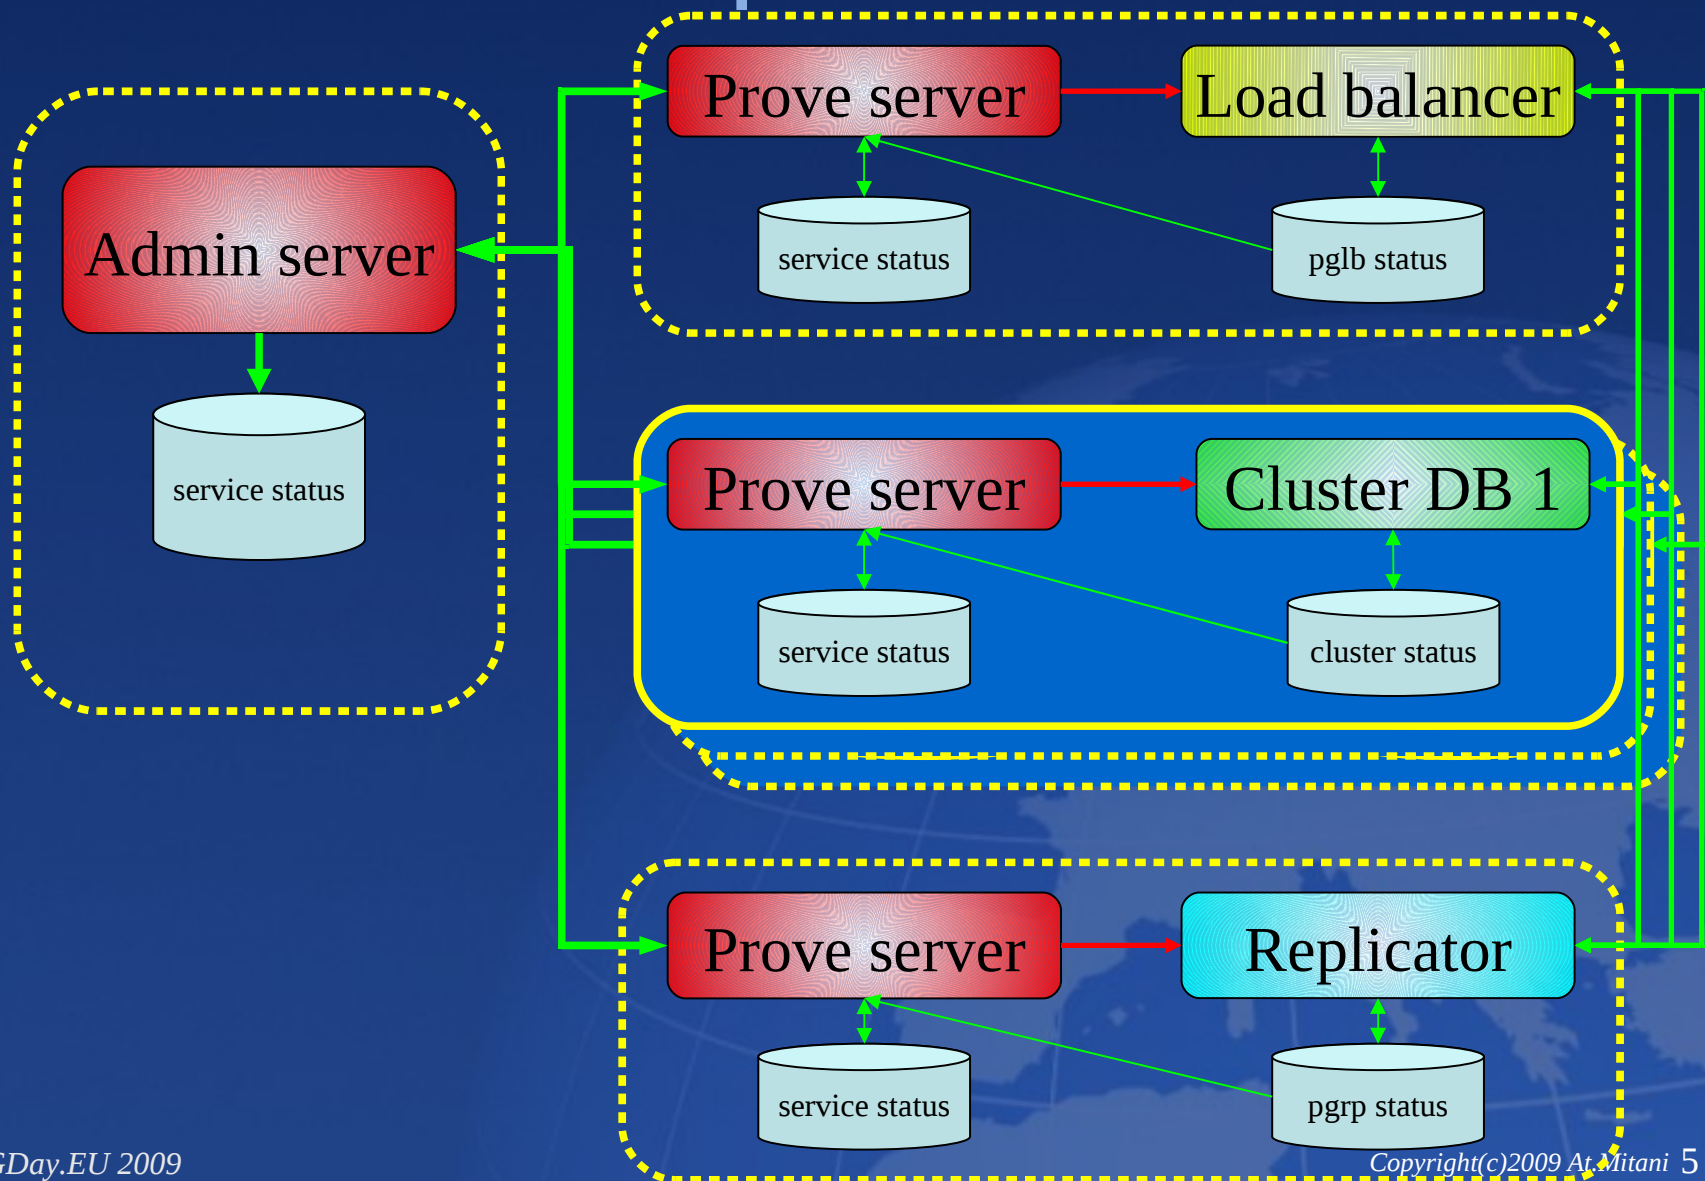 Prove server
Load balancer
Admin server
service status
pglb status
service status
Prove server
Cluster DB 1
service status
cluster status
Prove server
Replicator
service status
pgrp status
Day.EU 2009
Copyright(c)2009 At.Mitani 5